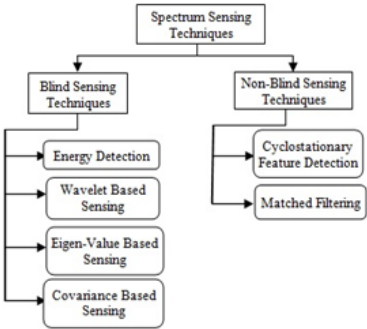 Spectrum Sensing
Techniques
Blind Sensing
Techniques
Energy Detection
Wavelet Based
Sensing
Eigen-Value Based
Sensing
Covariance Based
Sensing
Non-Blind Sensing
Techniques
Cyclostationary
Feature Detection
Matched Filtering